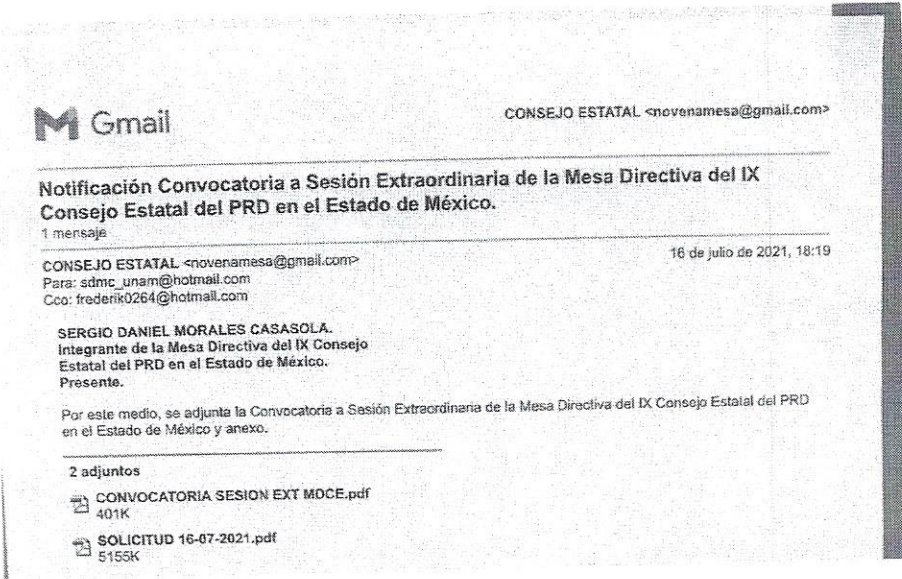 Gmail
CONSEJO ESTATAL <novenamesa@gmail.com>
Notificación Convocatoria a Sesión Extraordinaria de la Mesa Directiva del IX
Consejo Estatal del PRD en el Estado de México.
1 mensaje
CONSEJO ESTATAL <novenamesa@gmail.com>
16 de julio de 2021, 18:19
Para: sdmc_unam@hotmail.com
Cco: frederik0264@hotmail.com
SERGIO DANIEL MORALES CASASOLA.
Integrante de la Mesa Directiva del IX Consejo
Estatal del PRD en el Estado de México.
Presente.
Por este medio, se adjunta la Convocatoria a Sesión Extraordinaria de la Mesa Directiva del IX Consejo Estatal del PRD
en el Estado de México y anexo.
2 adjuntos
CONVOCATORIA SESION EXT MDCE.pdf
401K
SOLICITUD 16-07-2021.pdf
5155K